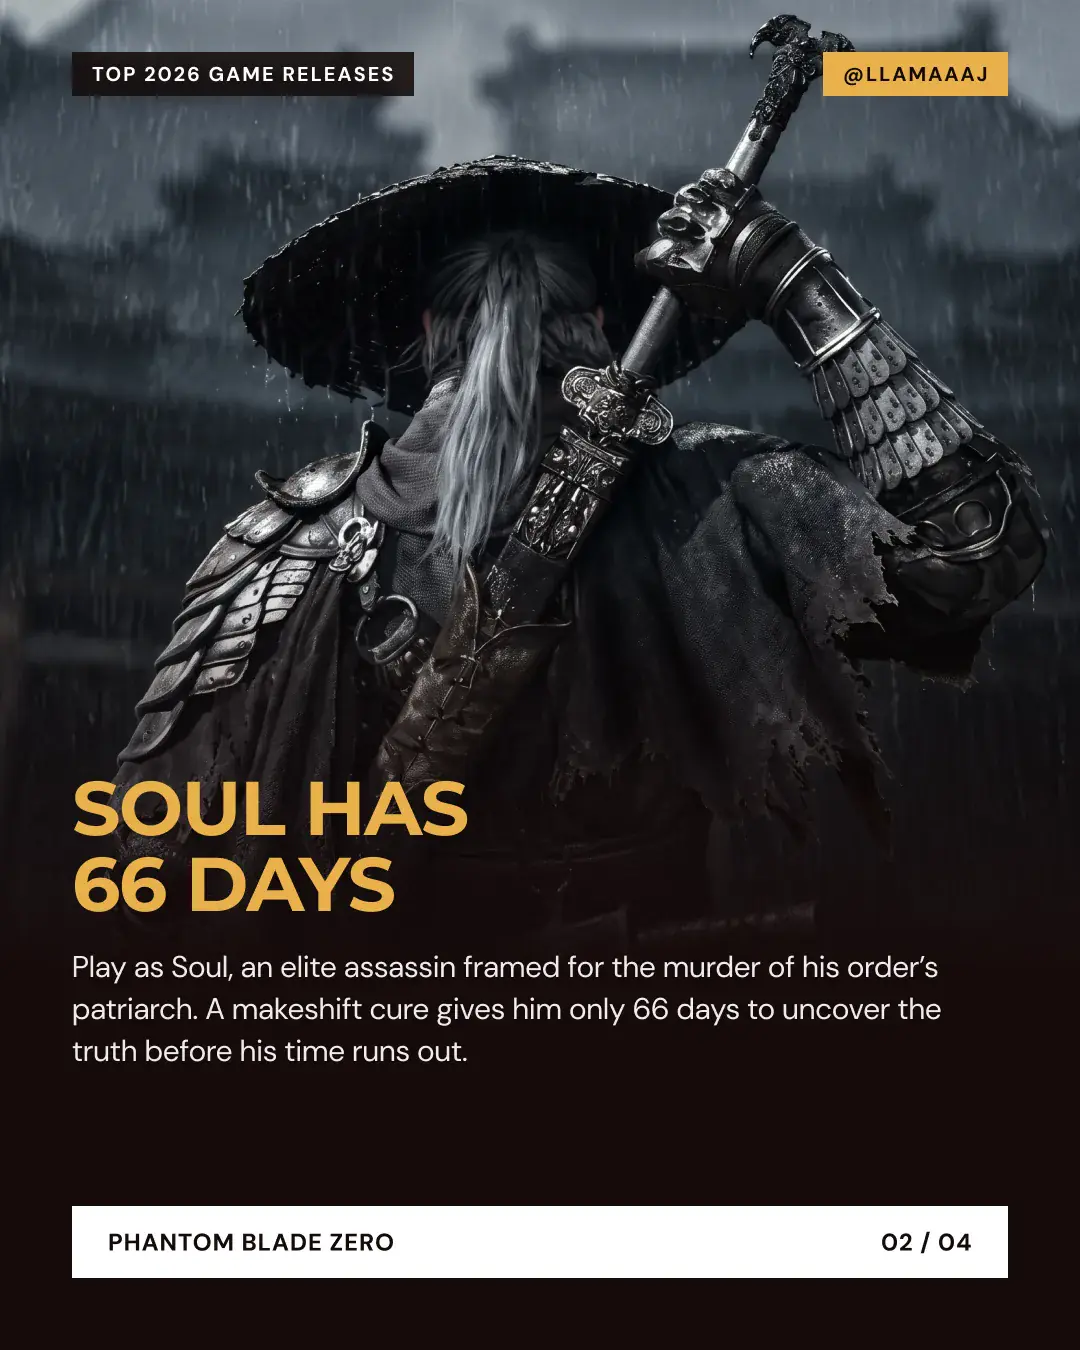 TOP 2026 GAME RELEASES
@LLAMAAAJ
SOUL HAS
66 DAYS
Play as Soul, an elite assassin framed for the murder of his order’s
patriarch. A makeshift cure gives him only 66 days to uncover the
truth before his time runs out.
PHANTOM BLADE ZERO
02 / 04